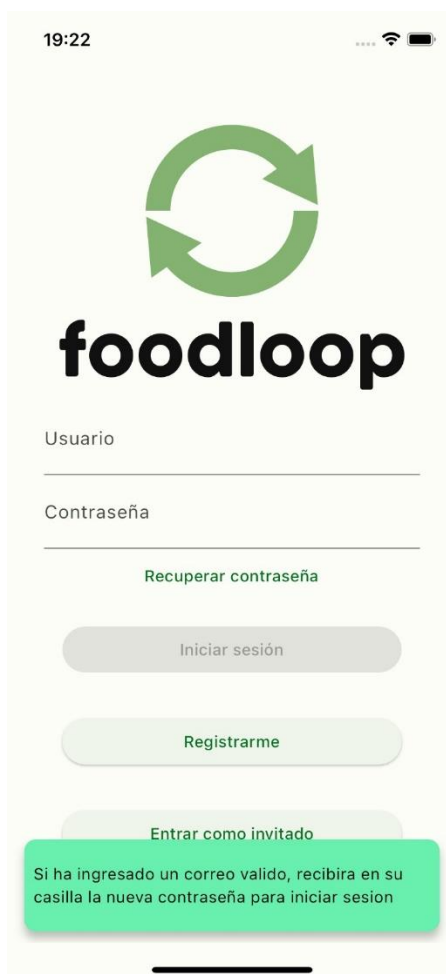 19:22
foodloop
Usuario
Contraseña
Recuperar contraseña
Iniciar sesión
Registrarme
Entrar como invitado
Si ha ingresado un correo valido, recibira en su
casilla la nueva contraseña para iniciar sesion